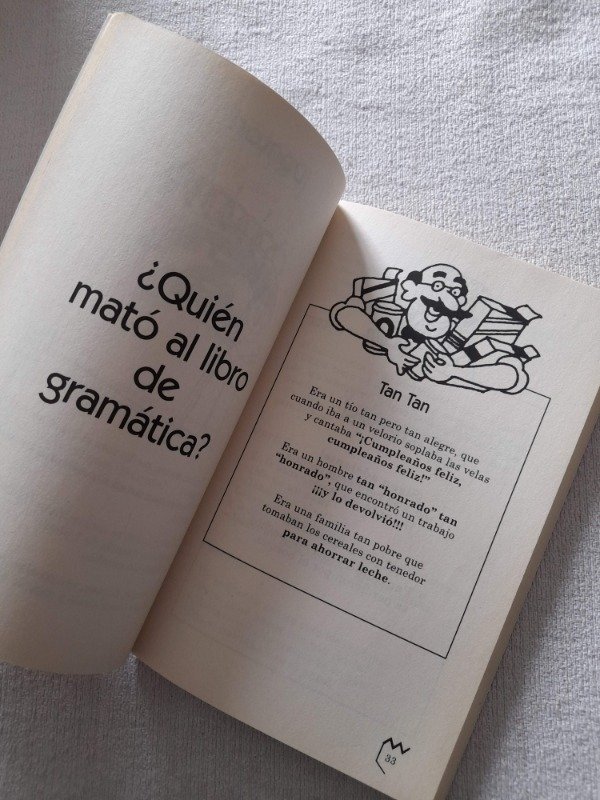 ¿Quién
mató al libro
de
gramática?
Tan Tan
Era un tío tan pero tan alegre, que
cuando iba a un velorio soplaba las velas
y cantaba "¡Cumpleaños feliz,
cumpleaños feliz!"
Era un hombre tan "honrado" tan
"honrado", que encontró un trabajo
¡¡¡y lo devolvió!!!
Era una familia tan pobre que
tomaban los cereales con tenedor
para ahorrar leche.
33